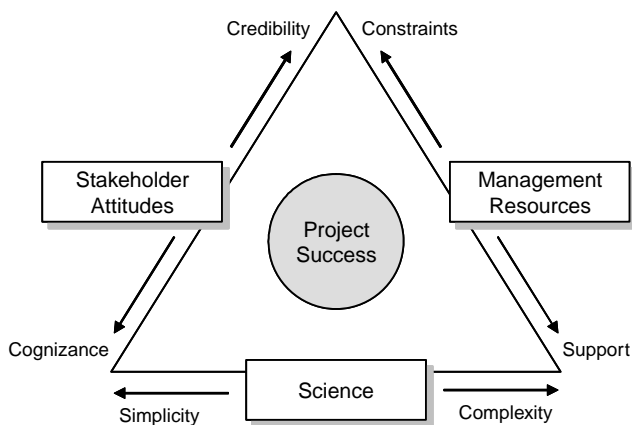 Credibility
Constraints
Stakeholder
Attitudes
Management
Resources
Project
Success
Cognizance
Support
Science
Simplicity
Complexity